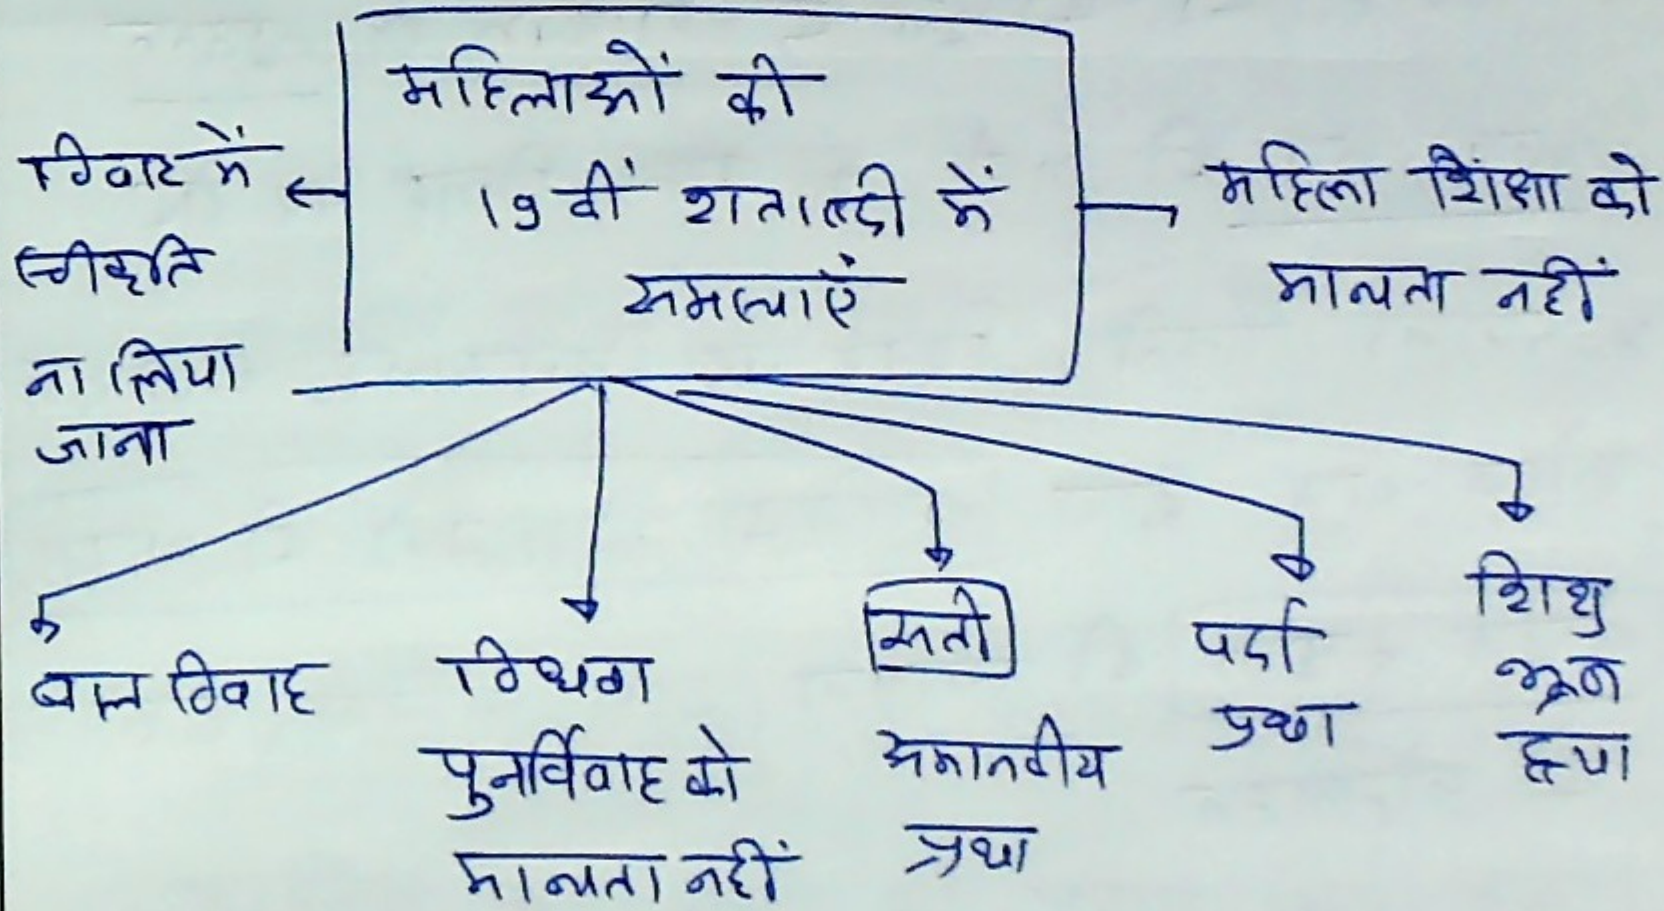 महिलाओं की
19वीं शताब्दी में
समस्याएं
विवाह में
स्वीकृति
ना लिया
जाना
महिला शिक्षा को
मान्यता नहीं
बाल विवाह
विधवा
पुनर्विवाह को
मान्यता नहीं
सती
अमानवीय
प्रथा
पर्दा
प्रथा
शिशु
भ्रूण
हत्या